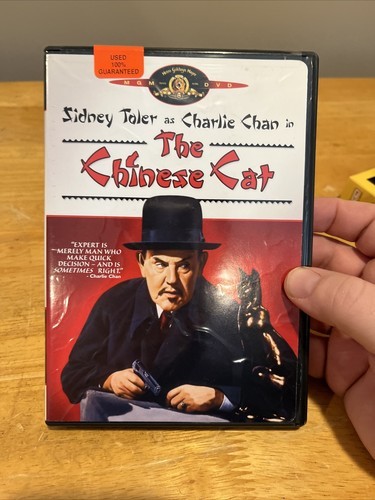 USED
100%
GUARANTEED
Metro Goldwyn Mayer
MGM DVD
Sidney Toler as Charlie Chan in
The
Chinese Cat
"EXPERT IS
MERELY MAN WHO
MAKE QUICK
DECISION – AND IS
SOMETIMES RIGHT."
– Charlie Chan